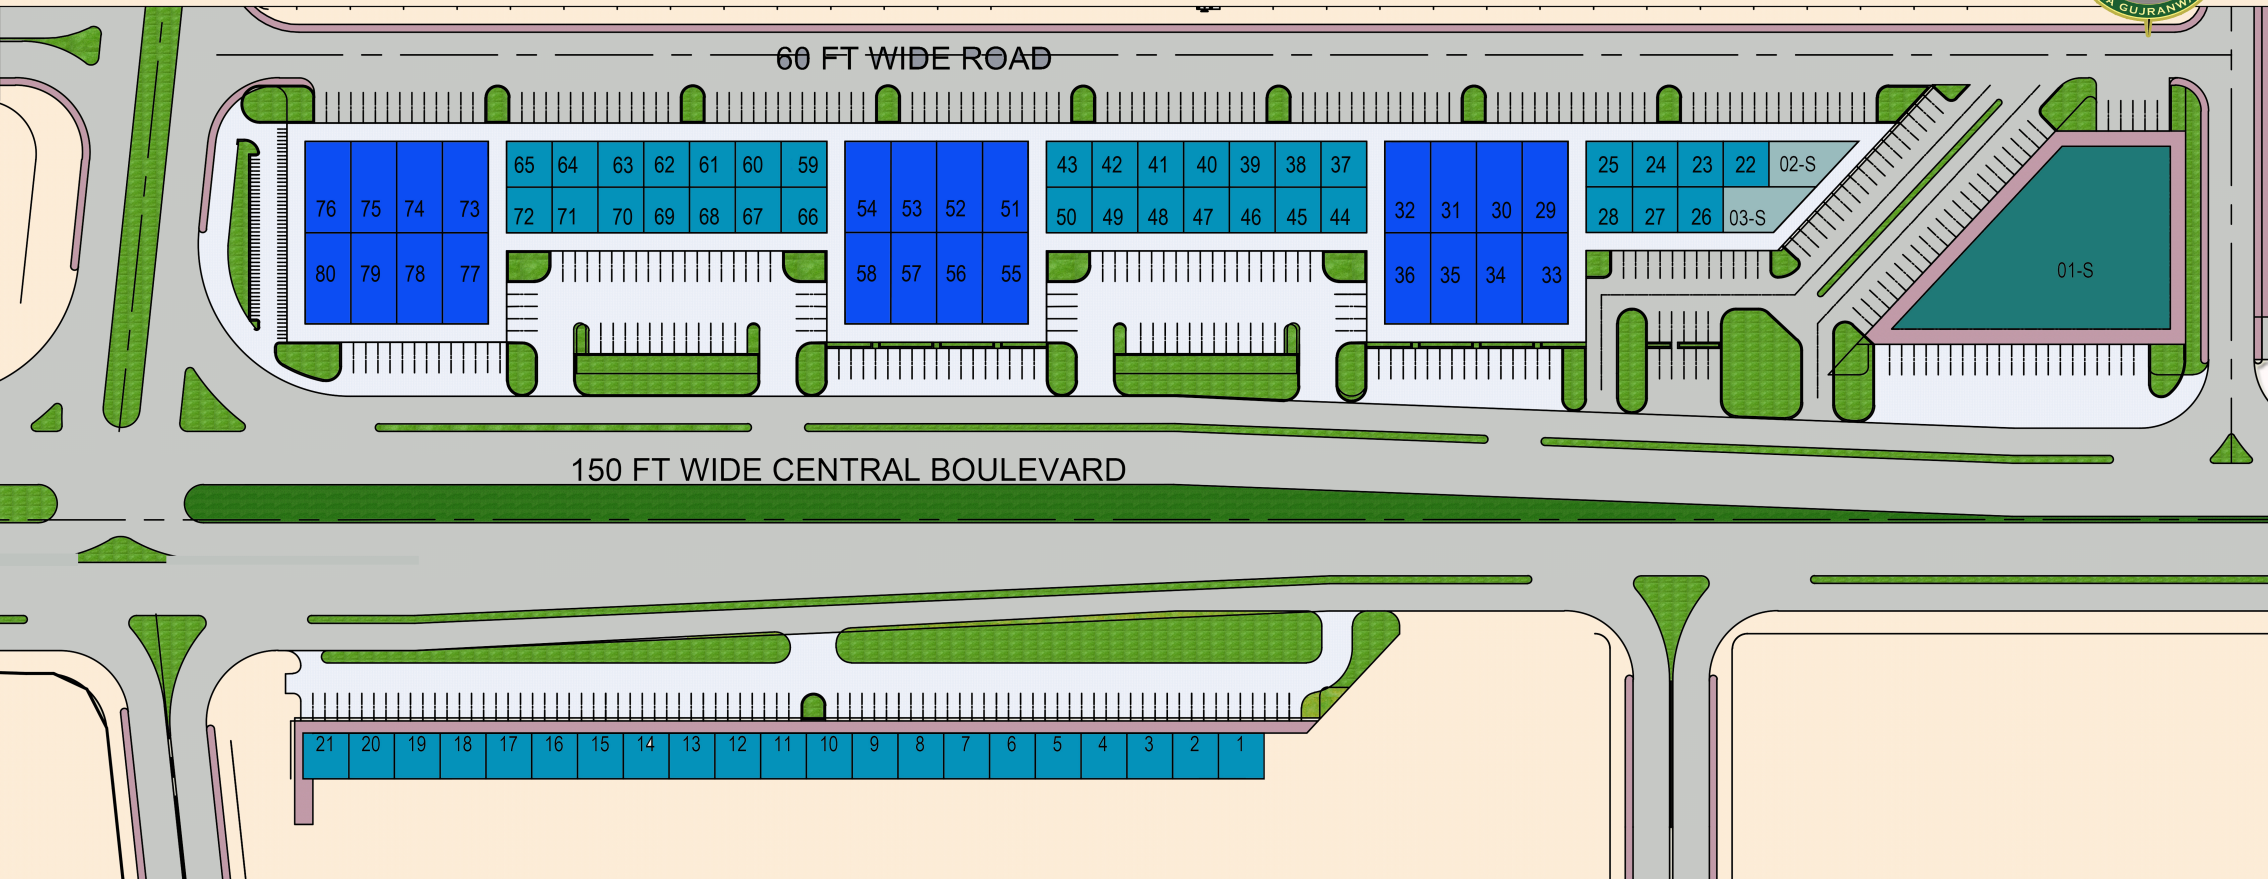 A GUJRANWA
60 FT WIDE ROAD
65 64 63 62 61 60 59
43 42 41 40 39 38 37
25 24 23 22 02-S
76 75 74 73
72 71 70 69 68 67 66
54 53 52 51
50 49 48 47 46 45 44
32 31 30 29
28 27 26 03-S
80 79 78 77
58 57 56 55
36 35 34 33
01-S
150 FT WIDE CENTRAL BOULEVARD
21 20 19 18 17 16 15 14 13 12 11 10 9 8 7 6 5 4 3 2 1